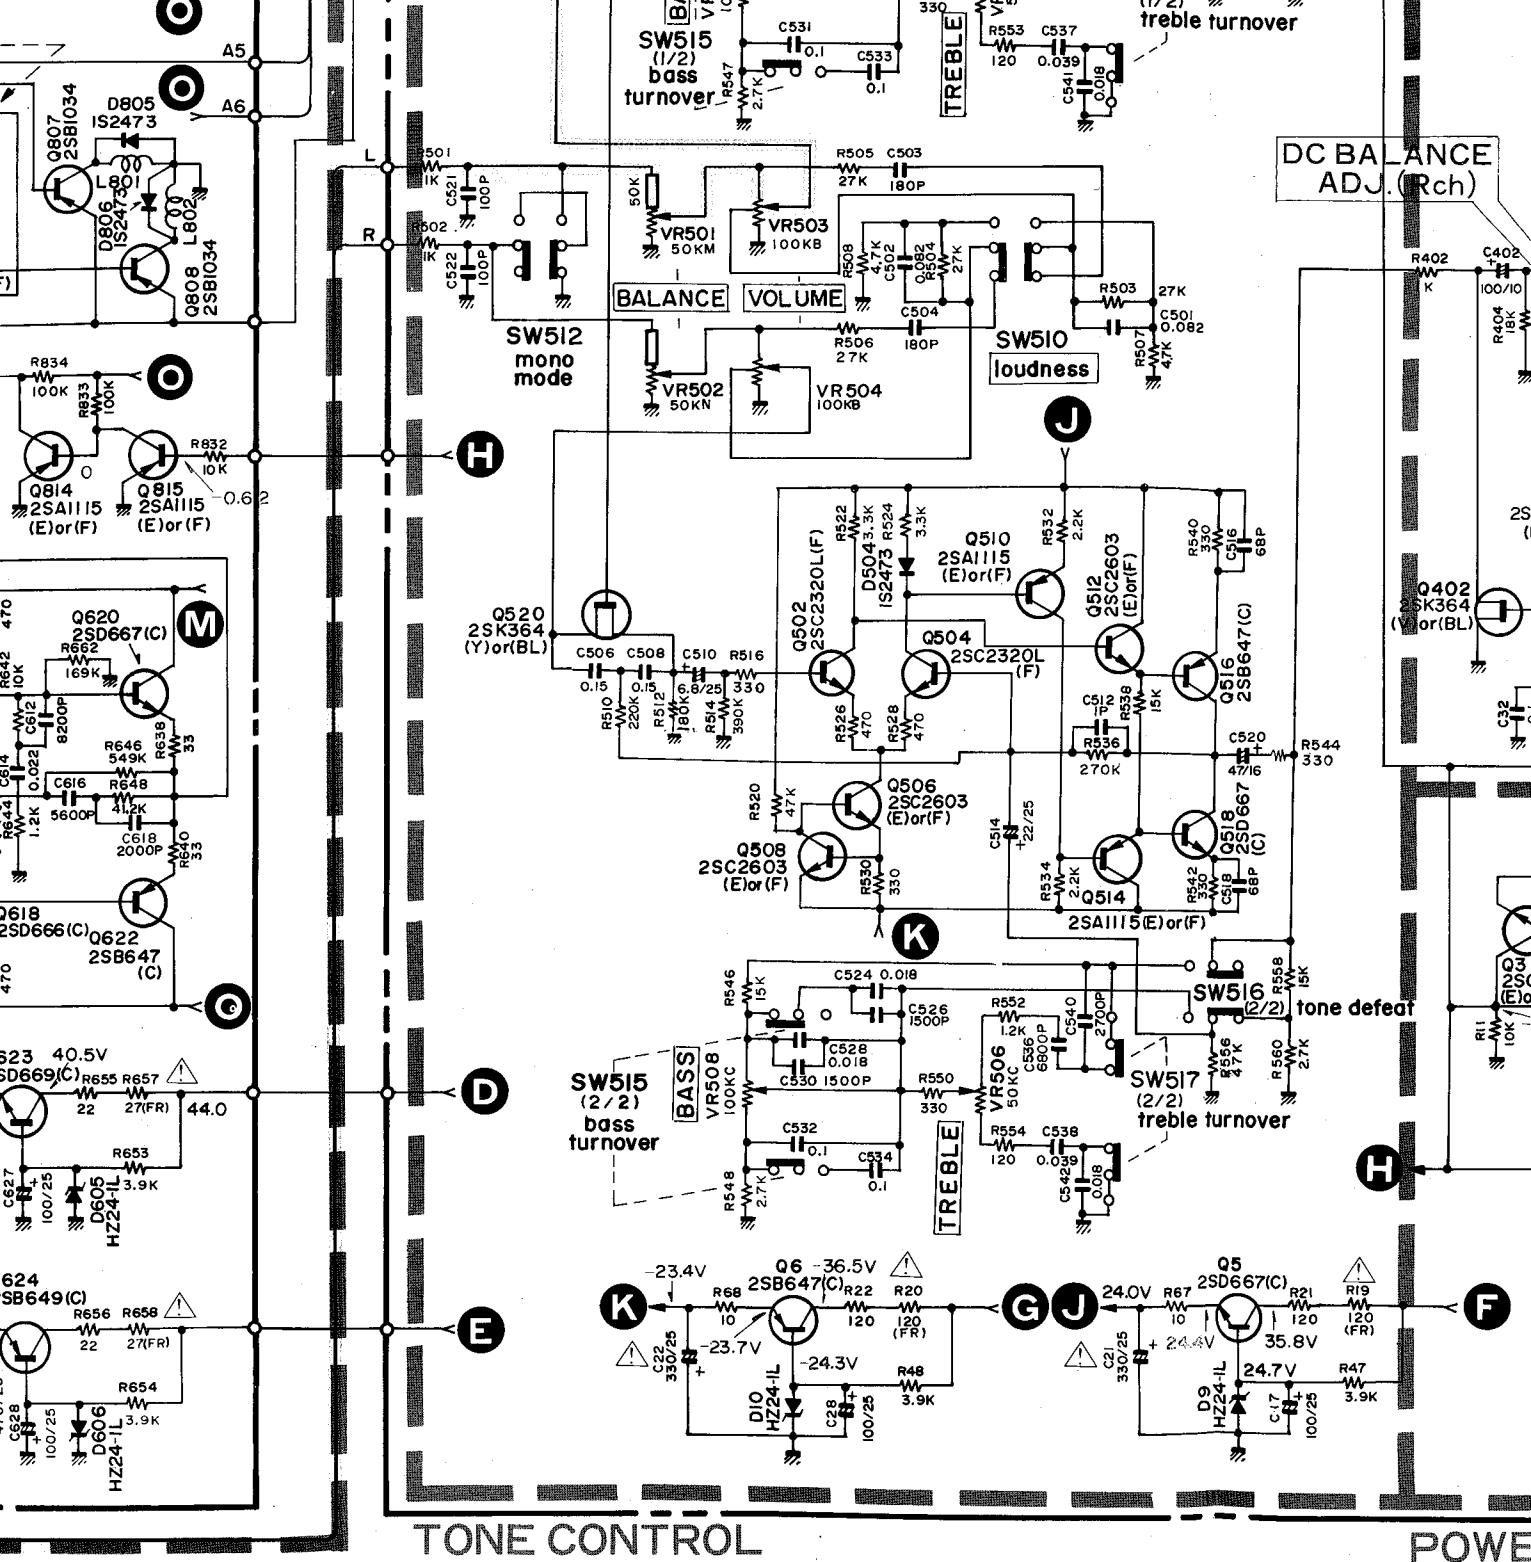 SW515
(1/2)
bass
turnover
R547
2.7K
C531
0.1
C533
0.1
330
TREBLE
R553
120
C537
0.039
C541
0.018
(1/2)
treble turnover
A5
A6
Q807
2SB1034
D805
IS2473
L801
D806
IS2473
L802
Q808
2SB1034
L
R
R501
1K
C521
100P
R502
1K
C522
100P
SW512
mono
mode
50K
VR501
50KM
BALANCE
VR503
100KB
VOLUME
VR502
50KN
VR504
100KB
R505
27K
C503
180P
R508
4.7K
C502
0.082
R504
27K
R506
27K
C504
180P
SW510
loudness
R503
27K
C501
0.082
R507
4.7K
DC BALANCE
ADJ.(Rch)
R402
K
C402
100/10
R404
18K
R834
100K
R833
100K
R832
10K
Q814
2SA1115
(E)or(F)
0
Q815
2SA1115
(E)or(F)
-0.62
H
J
470
Q620
2SD667(C)
M
R642
10K
R662
169K
C612
8200P
R638
33
C614
0.022
R646
549K
R648
41.2K
C616
5600P
R644
1.2K
C618
2000P
R640
33
Q618
2SD666(C)
Q622
2SB647
(C)
470
Q520
2SK364
(Y)or(BL)
C506
0.15
C508
0.15
C510
6.8/25
R516
330
R510
220K
R512
180K
R514
390K
Q502
2SC2320L(F)
R522
3.3K
R524
3.3K
D504
IS2473
Q504
2SC2320L
(F)
R526
470
R528
470
Q510
2SA1115
(E)or(F)
R532
2.2K
Q512
2SC2603
(E)or(F)
R540
330
C516
68P
Q516
2SB647(C)
C512
1P
R538
15K
R536
270K
C520
47/16
R544
330
Q402
2SK364
(V)or(BL)
C32
R520
47K
Q506
2SC2603
(E)or(F)
Q508
2SC2603
(E)or(F)
R530
330
C514
22/25
R534
2.2K
Q514
2SA1115(E)or(F)
Q518
2SD667
(C)
R542
330
C518
68P
K
R546
15K
C524 0.018
C526
1500P
C528
0.018
C530 1500P
BASS
VR508
100KC
SW515
(2/2)
bass
turnover
C532
0.1
C534
0.1
R548
2.7K
R550
330
R552
1.2K
C536
6800P
C540
2700P
VR506
50KC
TREBLE
R554
120
C538
0.039
C542
0.018
SW517
(2/2)
treble turnover
SW516
(2/2)
tone defeat
R558
15K
R556
47K
R560
2.7K
R11
10K
623
SD669(C)
40.5V
R655
22
R657
27(FR)
44.0
R653
3.9K
C627
100/25
D605
HZ24-IL
D
624
SB649(C)
R656
22
R658
27(FR)
R654
3.9K
C628
100/25
D606
HZ24-IL
E
K
-23.4V
R68
10
Q6
2SB647(C)
-36.5V
R22
120
R20
120
(FR)
G
C22
330/25
-23.7V
-24.3V
R48
3.9K
D10
HZ24-IL
C28
100/25
J
24.0V
R67
10
Q5
2SD667(C)
R21
120
R19
120
(FR)
F
C21
330/25
24.4V
35.8V
24.7V
R47
3.9K
D9
HZ24-IL
C17
100/25
H
TONE CONTROL
POWE